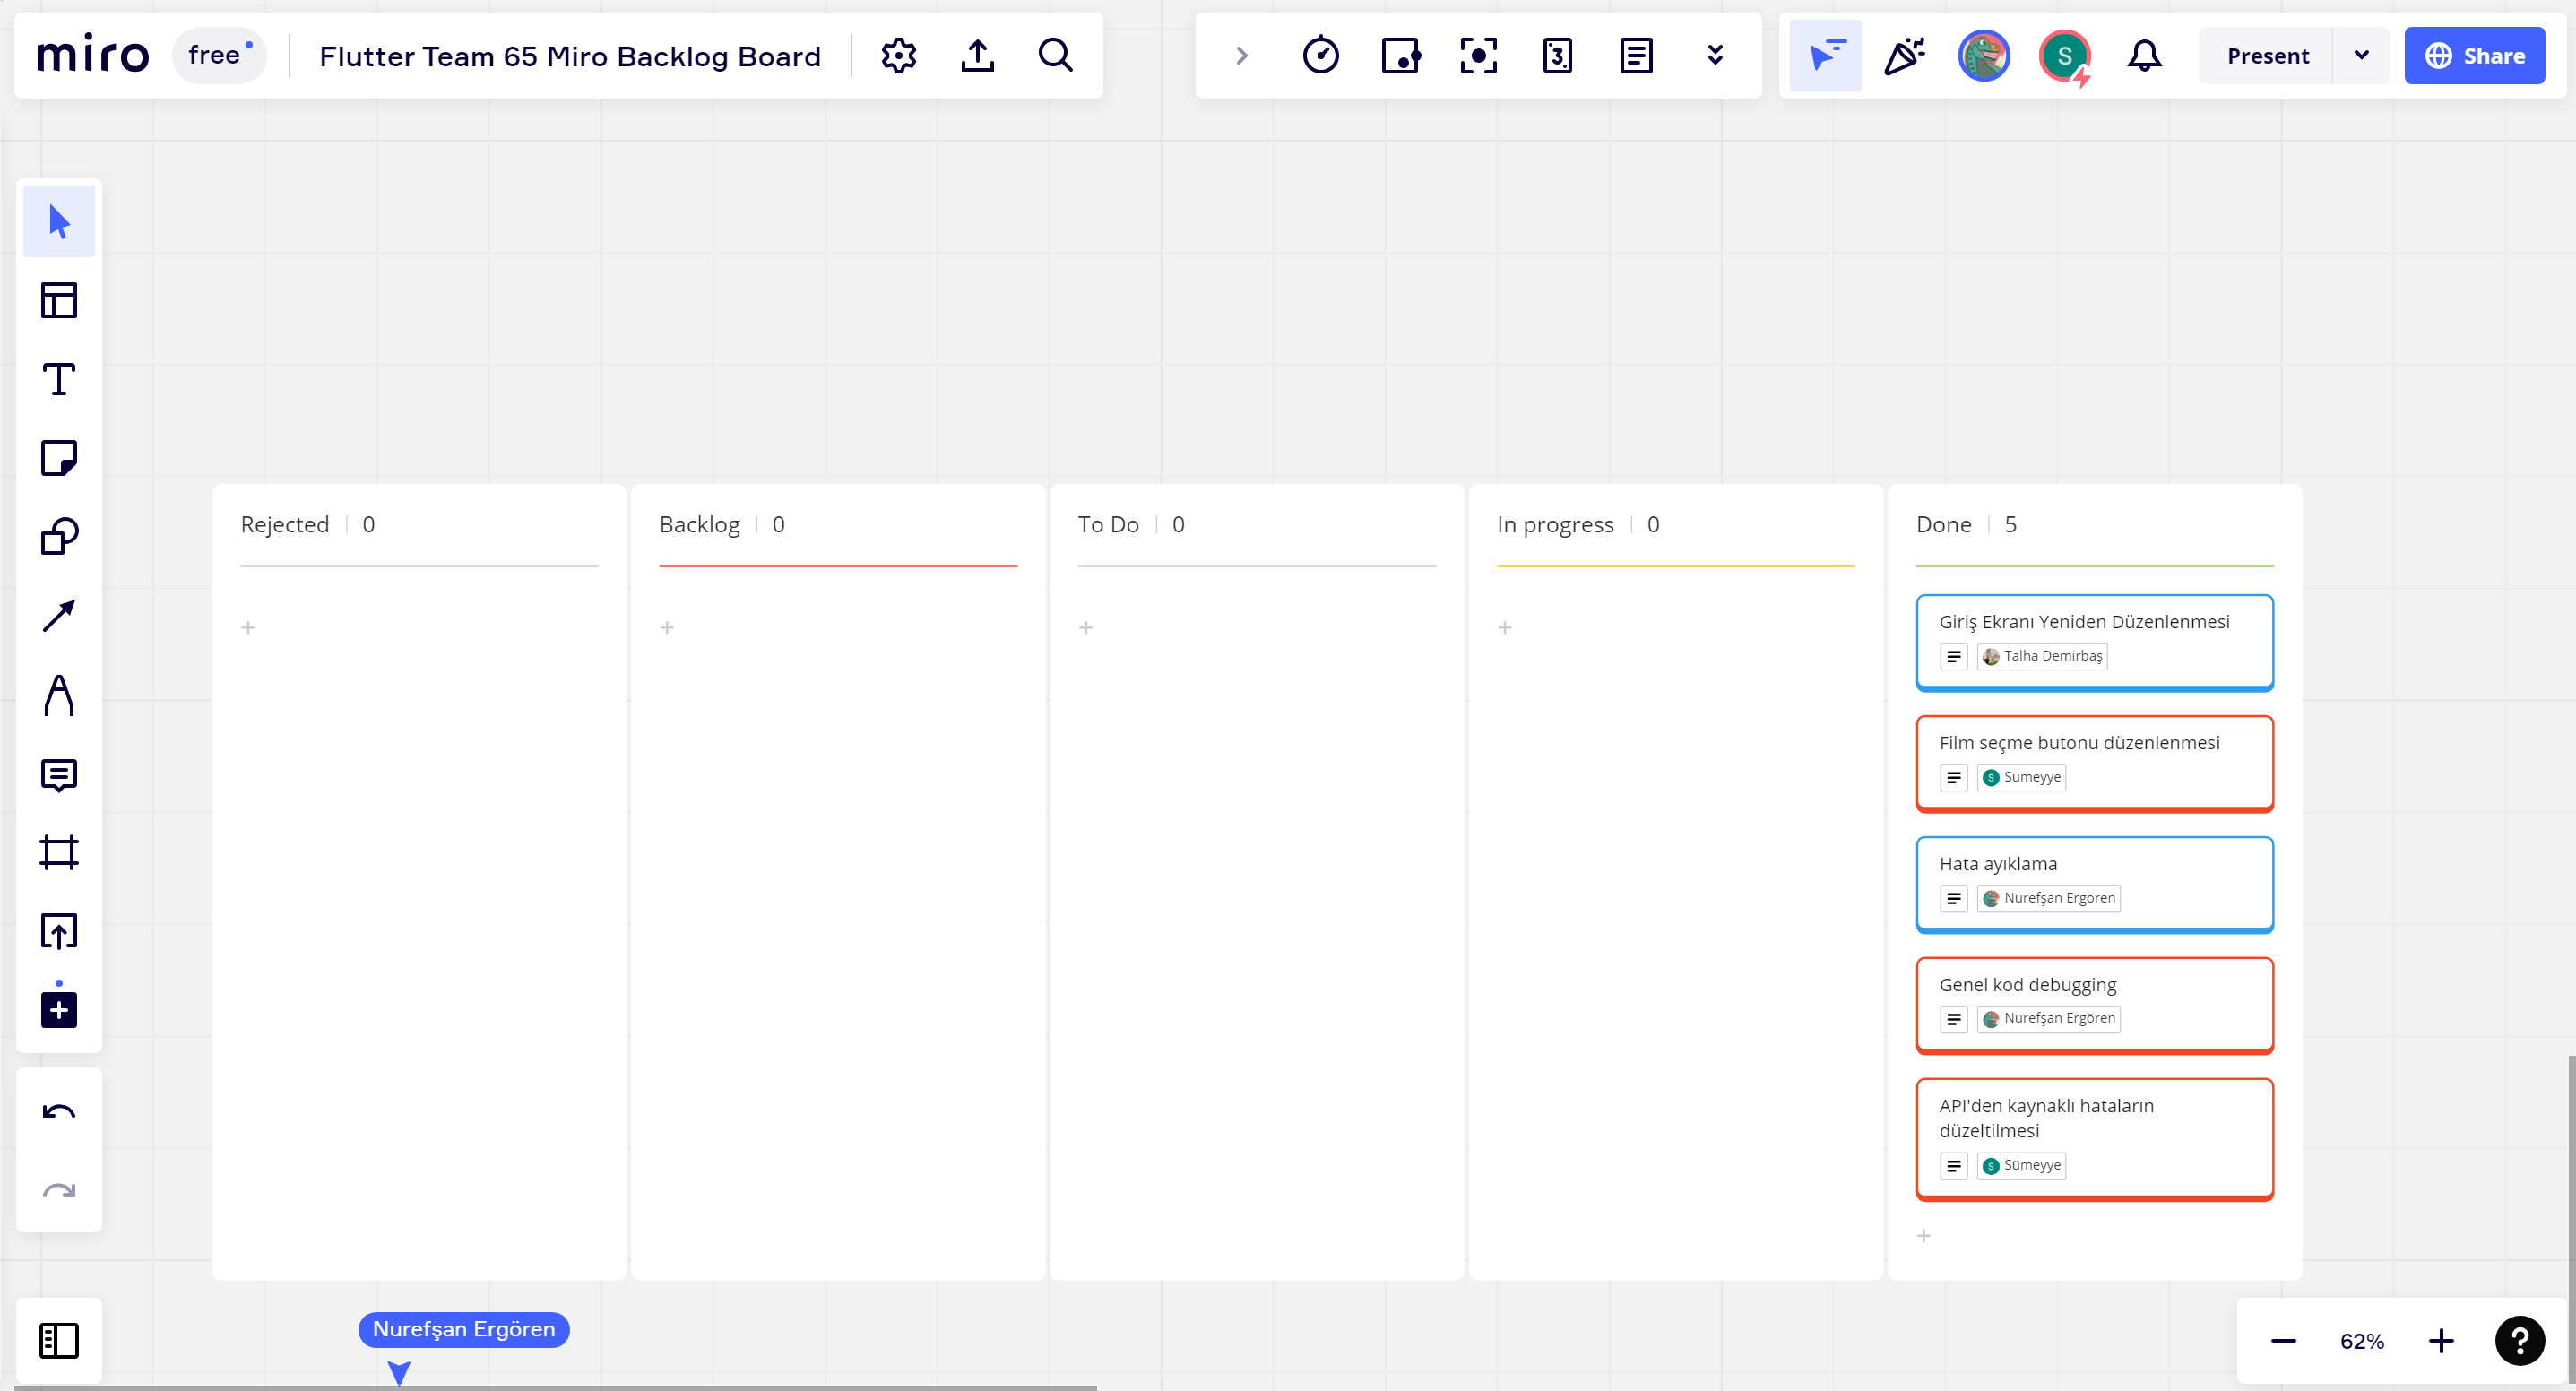 miro free Flutter Team 65 Miro Backlog Board
3 S Present Share
Rejected 0
Backlog 0
To Do 0
In progress 0
Done 5
Giriş Ekranı Yeniden Düzenlenmesi
Talha Demirbaş
Film seçme butonu düzenlenmesi
S Sümeyye
Hata ayıklama
Nurefşan Ergören
Genel kod debugging
Nurefşan Ergören
API'den kaynaklı hataların
düzeltilmesi
S Sümeyye
Nurefşan Ergören
62% ?